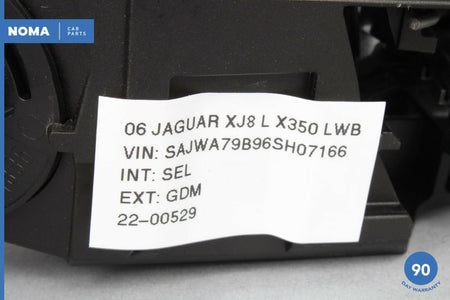 NOMA CAR PARTS
06 JAGUAR XJ8 L X350 LWB
VIN: SAJWA79B96SH07166
INT: SEL
EXT: GDM
22-00529
90
DAY WARRANTY